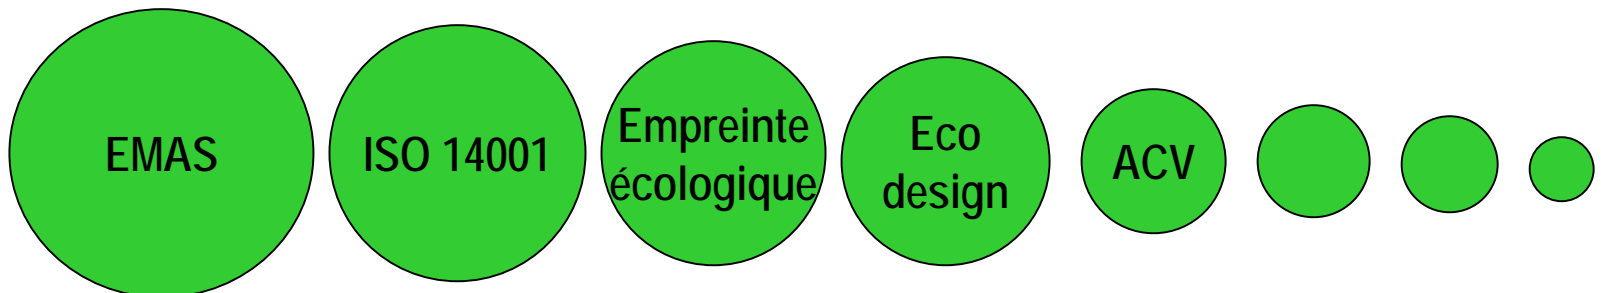 EMAS
ISO 14001
Empreinte
écologique
Eco
design
ACV